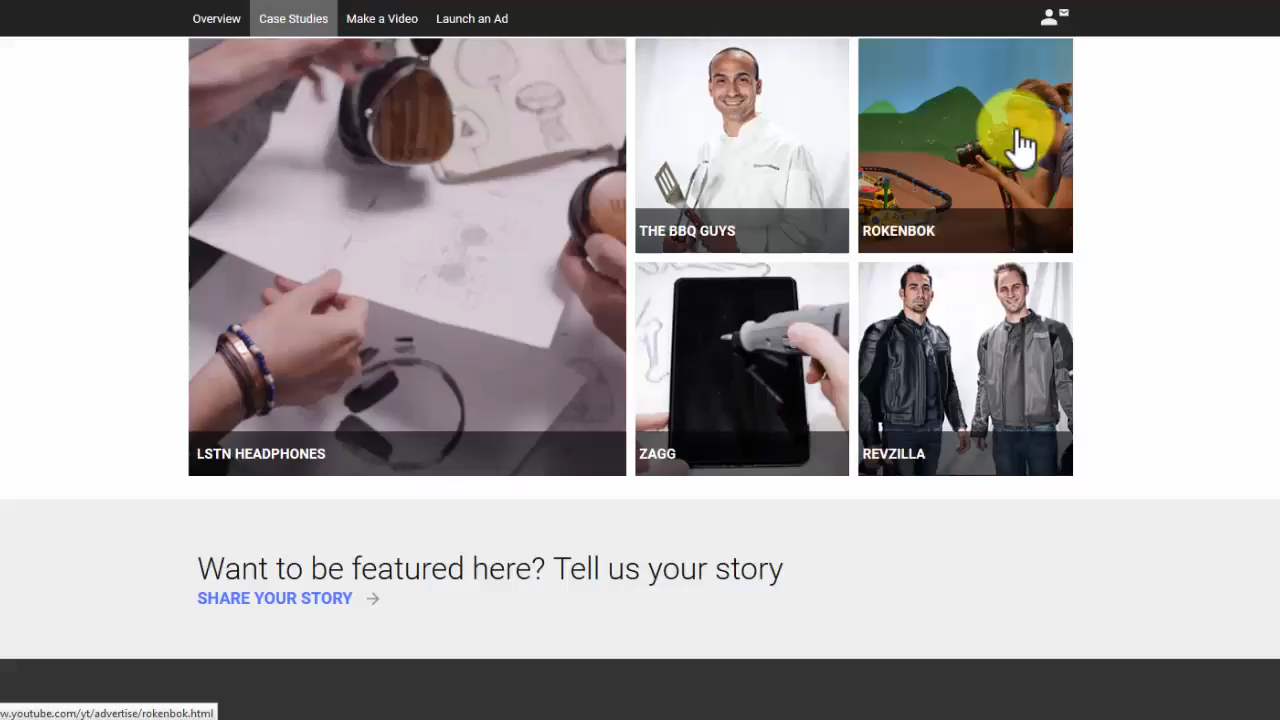 Overview Case Studies Make a Video Launch an Ad
THE BBQ GUYS
ROKENBOK
LSTN HEADPHONES
ZAGG
REVZILLA
Want to be featured here? Tell us your story
SHARE YOUR STORY →
w.youtube.com/yt/advertise/rokenbok.html